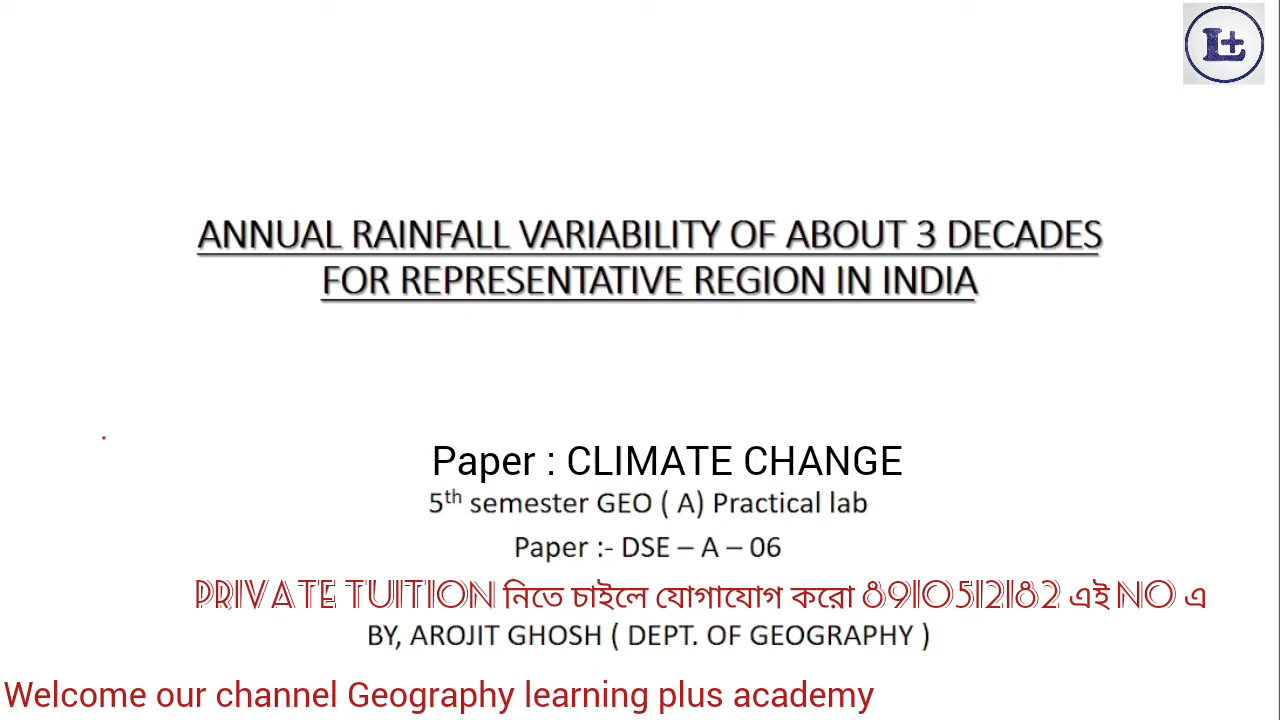 L+
ANNUAL RAINFALL VARIABILITY OF ABOUT 3 DECADES
FOR REPRESENTATIVE REGION IN INDIA
Paper : CLIMATE CHANGE
5th semester GEO ( A) Practical lab
Paper :- DSE – A – 06
PRIVATE TUITION নিতে চাইলে যোগাযোগ করো 8910512182 এই NO এ
BY, AROJIT GHOSH ( DEPT. OF GEOGRAPHY )
Welcome our channel Geography learning plus academy